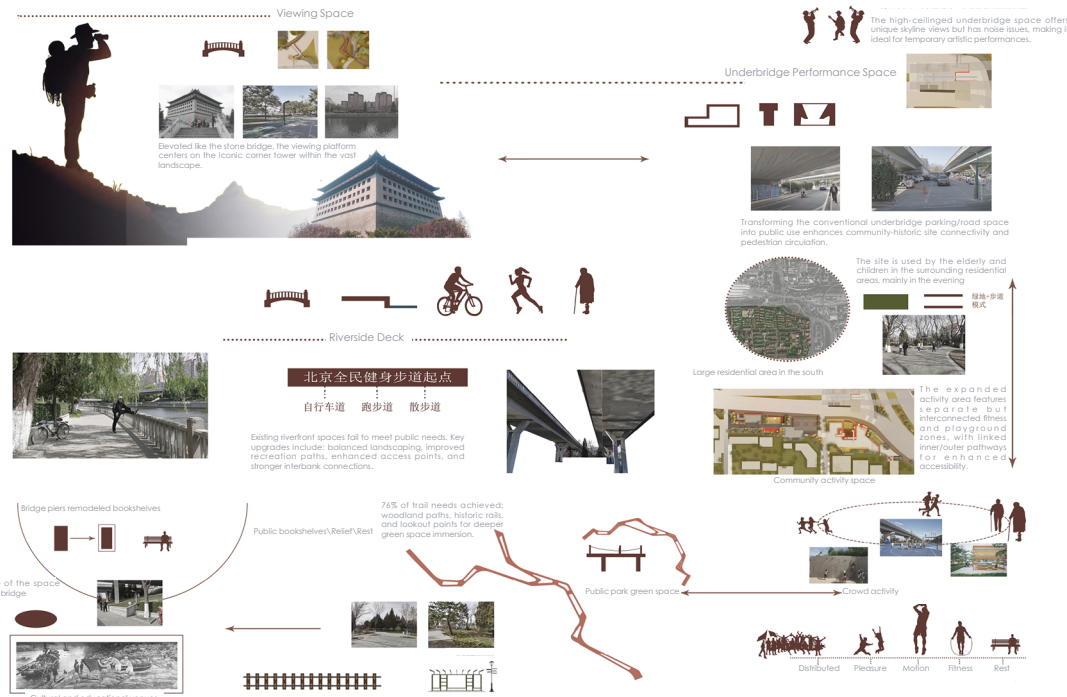 Viewing Space
Elevated like the stone bridge, the viewing platform
centers on the iconic corner tower within the vast
landscape.
The high-ceilinged underbridge space offers
unique skyline views but has noise issues, making it
ideal for temporary artistic performances.
Underbridge Performance Space
Transforming the conventional underbridge parking/road space
into public use enhances community-historic site connectivity and
pedestrian circulation.
The site is used by the elderly and
children in the surrounding residential
areas, mainly in the evening
绿地+步道
模式
Large residential area in the south
The expanded
activity area features
separate but
interconnected fitness
and playground
zones, with linked
inner/outer pathways
for enhanced
accessibility.
Community activity space
Riverside Deck
北京全民健身步道起点
自行车道 跑步道 散步道
Existing riverfront spaces fail to meet public needs. Key
upgrades include: balanced landscaping, improved
recreation paths, enhanced access points, and
stronger interbank connections.
Bridge piers remodeled bookshelves
Public bookshelves\Relief\Rest
76% of trail needs achieved;
woodland paths, historic rails,
and lookout points for deeper
green space immersion.
of the space
bridge
Public park green space
Crowd activity
Distributed Pleasure Motion Fitness Rest